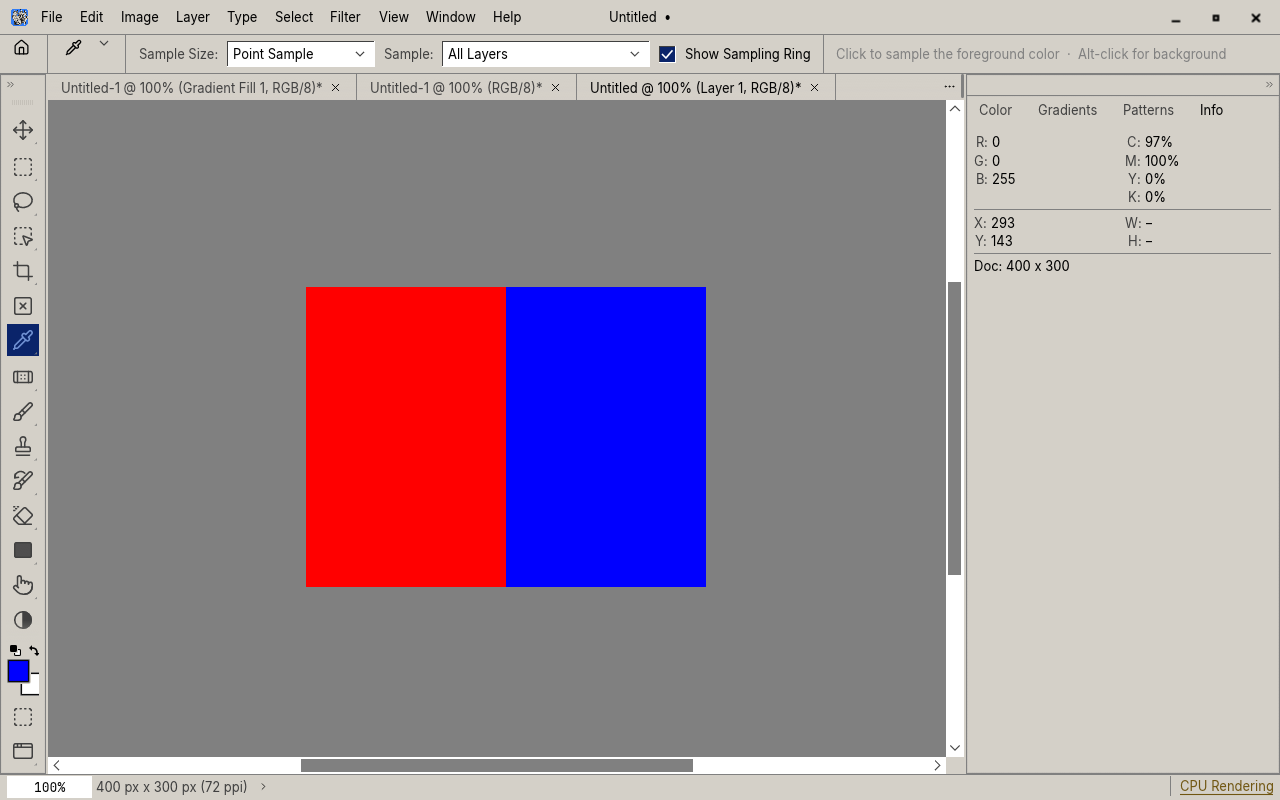 File Edit Image Layer Type Select Filter View Window Help Untitled •
Sample Size: Point Sample Sample: All Layers Show Sampling Ring Click to sample the foreground color · Alt-click for background
Untitled-1 @ 100% (Gradient Fill 1, RGB/8)* Untitled-1 @ 100% (RGB/8)* Untitled @ 100% (Layer 1, RGB/8)*
Color Gradients Patterns Info
R: 0 C: 97%
G: 0 M: 100%
B: 255 Y: 0%
K: 0%
X: 293 W: –
Y: 143 H: –
Doc: 400 x 300
100% 400 px x 300 px (72 ppi) CPU Rendering